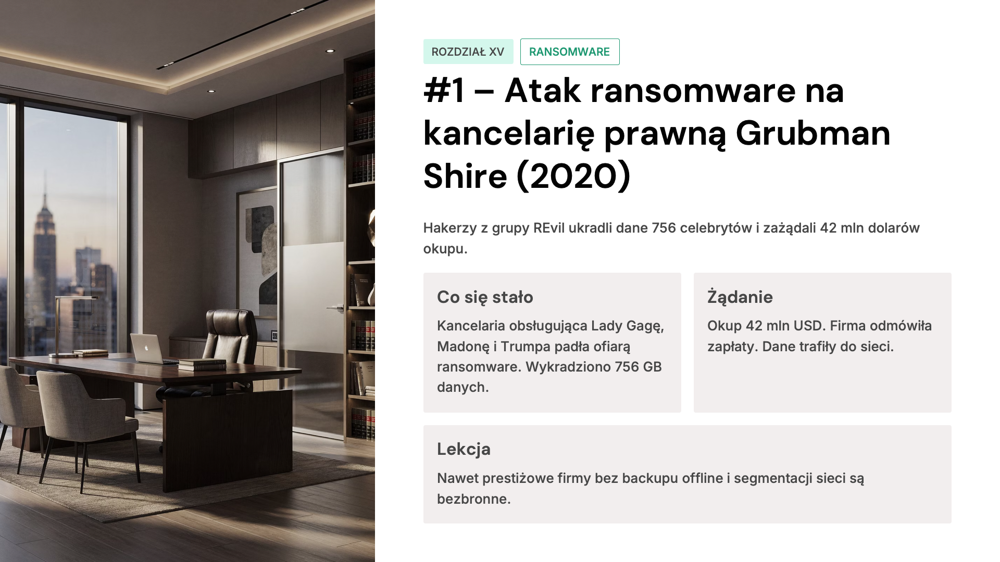 ROZDZIAŁ XV
RANSOMWARE
#1 – Atak ransomware na
kancelarię prawną Grubman
Shire (2020)
Hakerzy z grupy REvil ukradli dane 756 celebrytów i zażądali 42 mln dolarów
okupu.
Co się stało
Kancelaria obsługująca Lady Gagę,
Madonę i Trumpa padła ofiarą
ransomware. Wykradziono 756 GB
danych.
Żądanie
Okup 42 mln USD. Firma odmówiła
zapłaty. Dane trafiły do sieci.
Lekcja
Nawet prestiżowe firmy bez backupu offline i segmentacji sieci są
bezbronne.